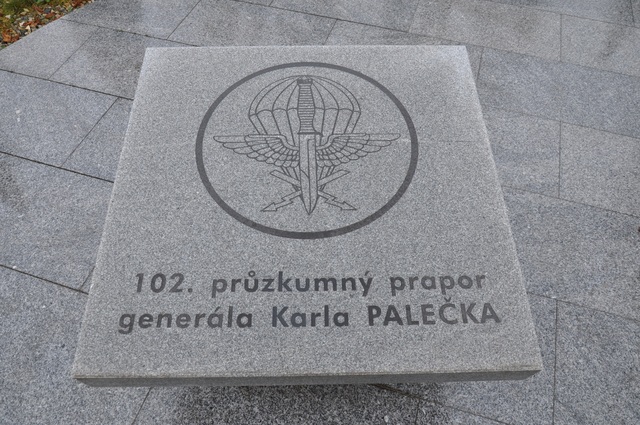 102. průzkumný prapor
generála Karla PALEČKA